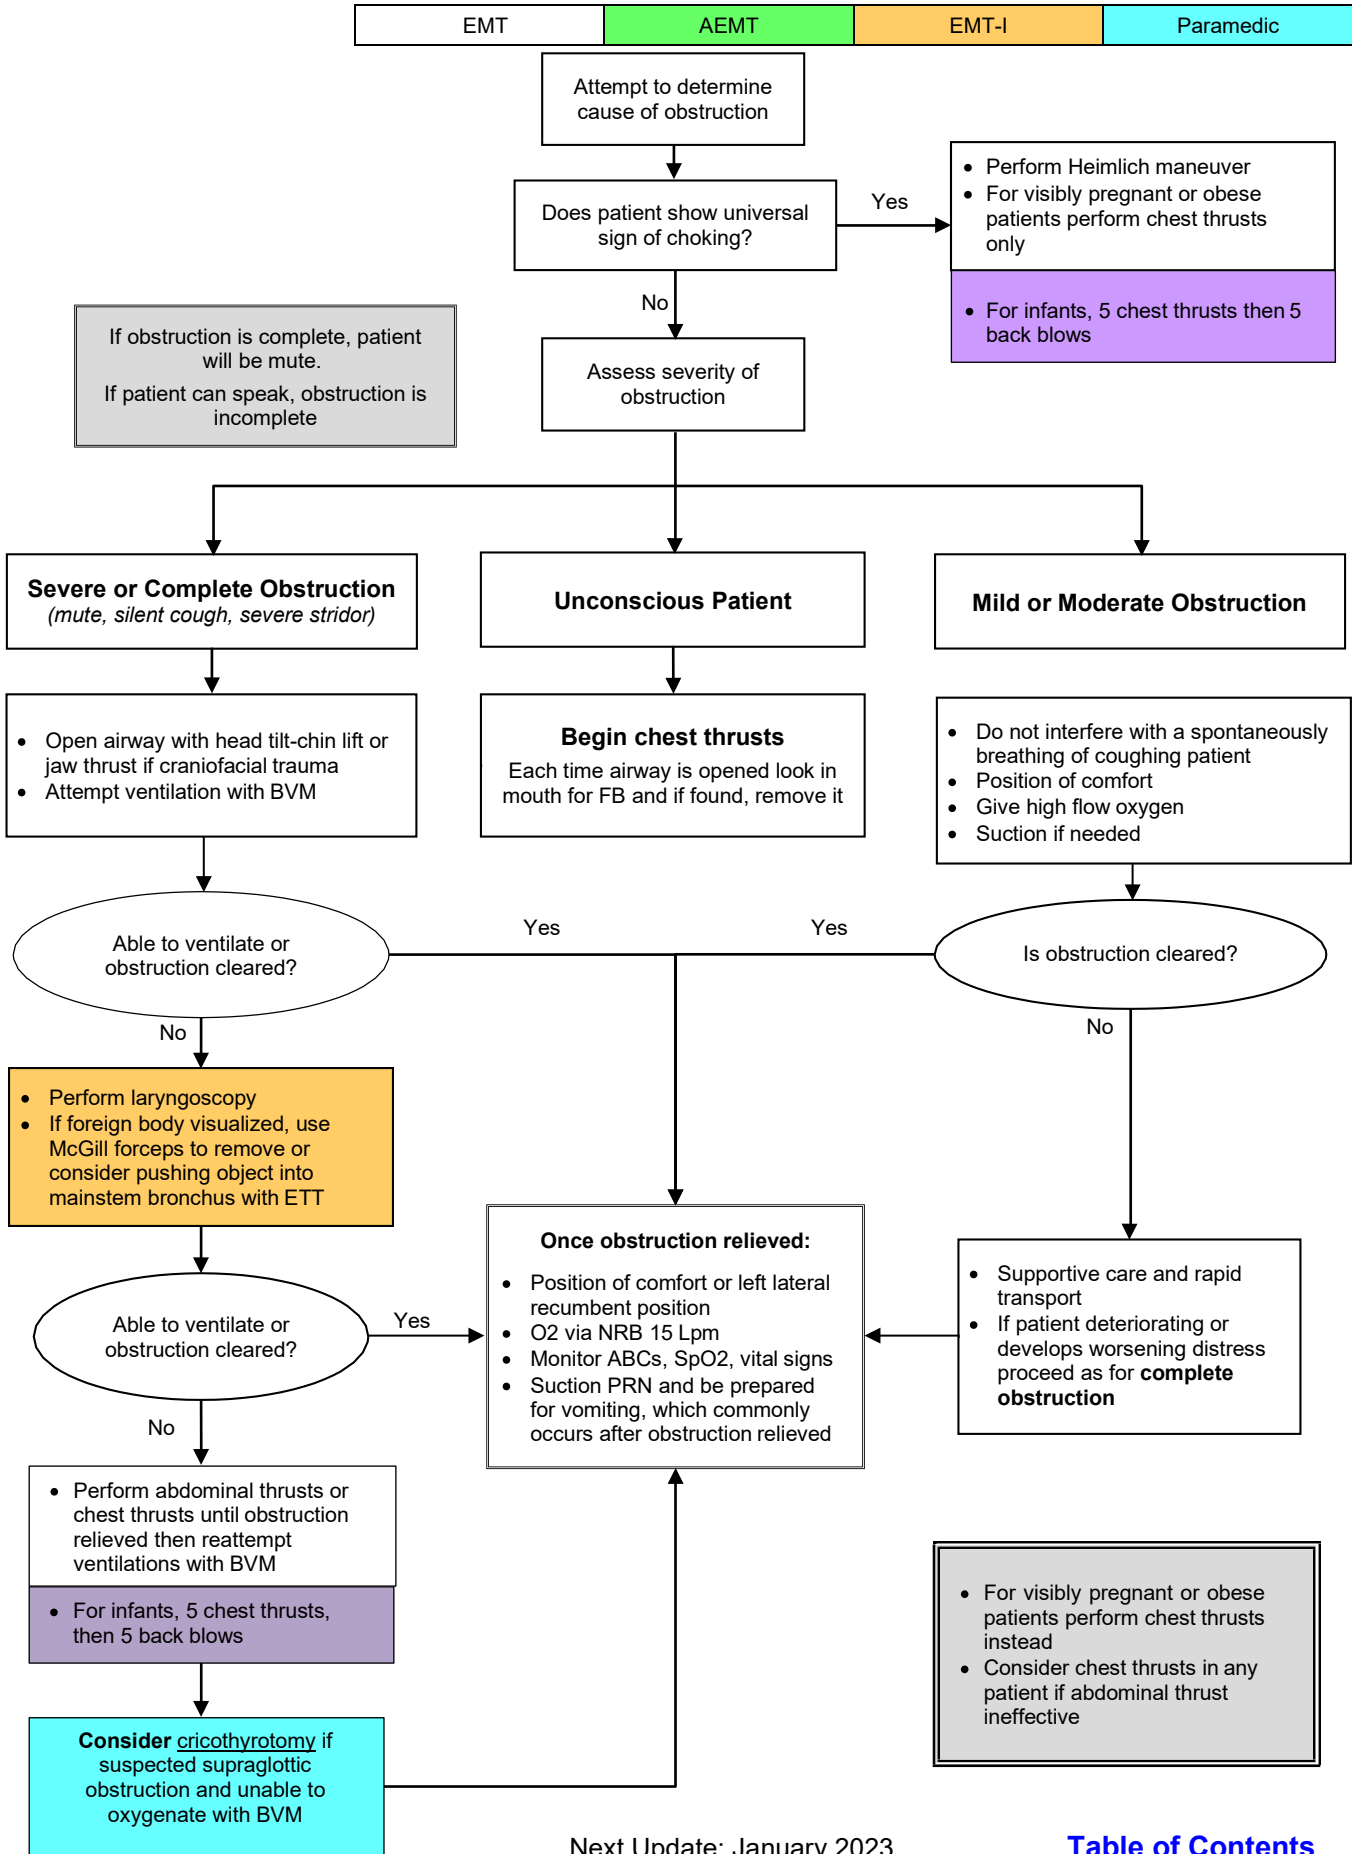 EMT AEMT EMT-I Paramedic
Attempt to determine
cause of obstruction
Does patient show universal
sign of choking?
Yes
• Perform Heimlich maneuver
• For visibly pregnant or obese
patients perform chest thrusts
only
• For infants, 5 chest thrusts then 5
back blows
No
If obstruction is complete, patient
will be mute.
If patient can speak, obstruction is
incomplete
Assess severity of
obstruction
Severe or Complete Obstruction
(mute, silent cough, severe stridor)
Unconscious Patient
Mild or Moderate Obstruction
• Open airway with head tilt-chin lift or
jaw thrust if craniofacial trauma
• Attempt ventilation with BVM
Begin chest thrusts
Each time airway is opened look in
mouth for FB and if found, remove it
• Do not interfere with a spontaneously
breathing of coughing patient
• Position of comfort
• Give high flow oxygen
• Suction if needed
Able to ventilate or
obstruction cleared?
Yes
Yes
Is obstruction cleared?
No
No
• Perform laryngoscopy
• If foreign body visualized, use
McGill forceps to remove or
consider pushing object into
mainstem bronchus with ETT
Able to ventilate or
obstruction cleared?
Yes
Once obstruction relieved:
• Position of comfort or left lateral
recumbent position
• O2 via NRB 15 Lpm
• Monitor ABCs, SpO2, vital signs
• Suction PRN and be prepared
for vomiting, which commonly
occurs after obstruction relieved
• Supportive care and rapid
transport
• If patient deteriorating or
develops worsening distress
proceed as for complete
obstruction
No
• Perform abdominal thrusts or
chest thrusts until obstruction
relieved then reattempt
ventilations with BVM
• For infants, 5 chest thrusts,
then 5 back blows
• For visibly pregnant or obese
patients perform chest thrusts
instead
• Consider chest thrusts in any
patient if abdominal thrust
ineffective
Consider cricothyrotomy if
suspected supraglottic
obstruction and unable to
oxygenate with BVM
Next Update: January 2023
Table of Contents